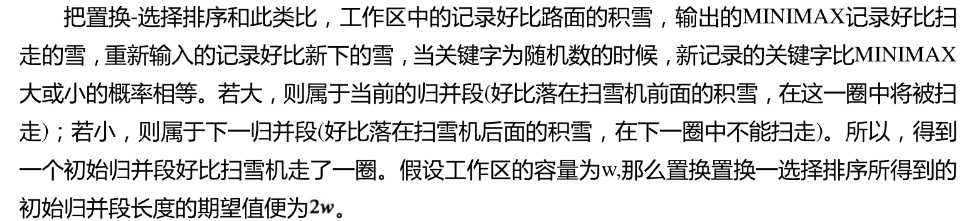 把置换-选择排序和此类比，工作区中的记录好比路面的积雪，输出的MINIMAX记录好比扫
走的雪，重新输入的记录好比新下的雪，当关键字为随机数的时候，新记录的关键字比MINIMAX
大或小的概率相等。若大，则属于当前的归并段(好比落在扫雪机前面的积雪，在这一圈中将被扫
走)；若小，则属于下一归并段(好比落在扫雪机后面的积雪，在下一圈中不能扫走)。所以，得到
一个初始归并段好比扫雪机走了一圈。假设工作区的容量为w,那么置换置换一选择排序所得到的
初始归并段长度的期望值便为2w。